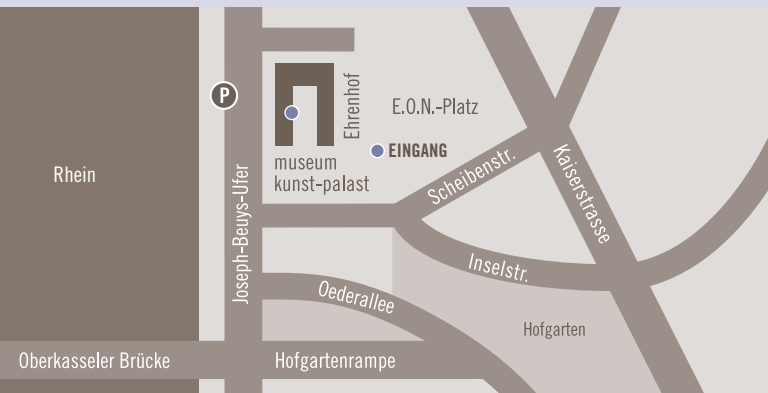 P
Ehrenhof
E.O.N.-Platz
EINGANG
museum
kunst-palast
Rhein
Joseph-Beuys-Ufer
Scheibenstr.
Kaiserstrasse
Inselstr.
Oederallee
Hofgarten
Oberkasseler Brücke
Hofgartenrampe